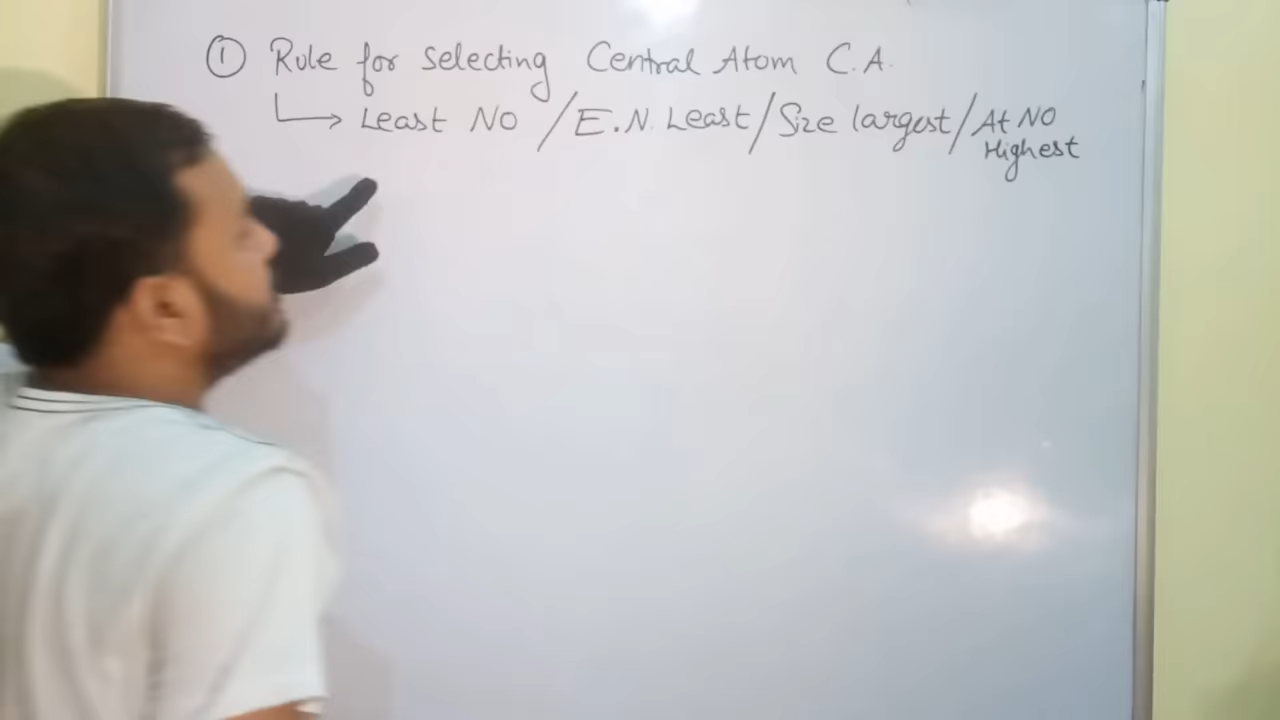 ① Rule for selecting Central Atom C.A.
↳ Least No / E.N. Least / Size largest / At NO
Highest